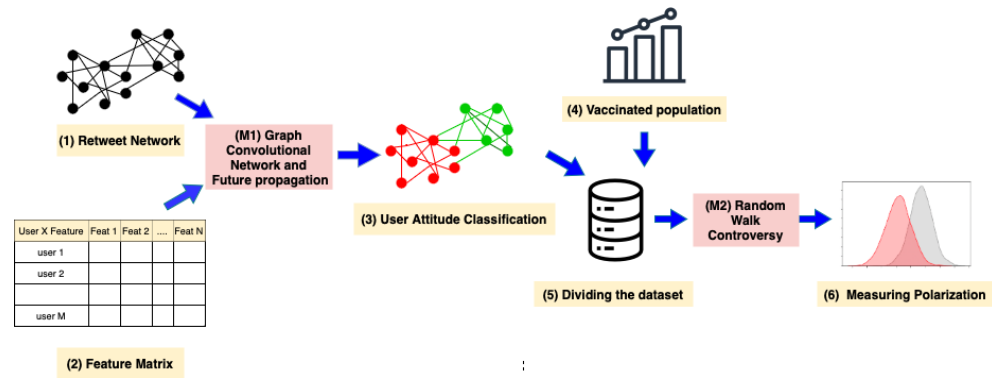 (1) Retweet Network
(M1) Graph
Convolutional
Network and
Future propagation
User X Feature Feat 1 Feat 2 .... Feat N
user 1
user 2
user M
(2) Feature Matrix
(3) User Attitude Classification
(4) Vaccinated population
(5) Dividing the dataset
(M2) Random
Walk
Controversy
(6) Measuring Polarization